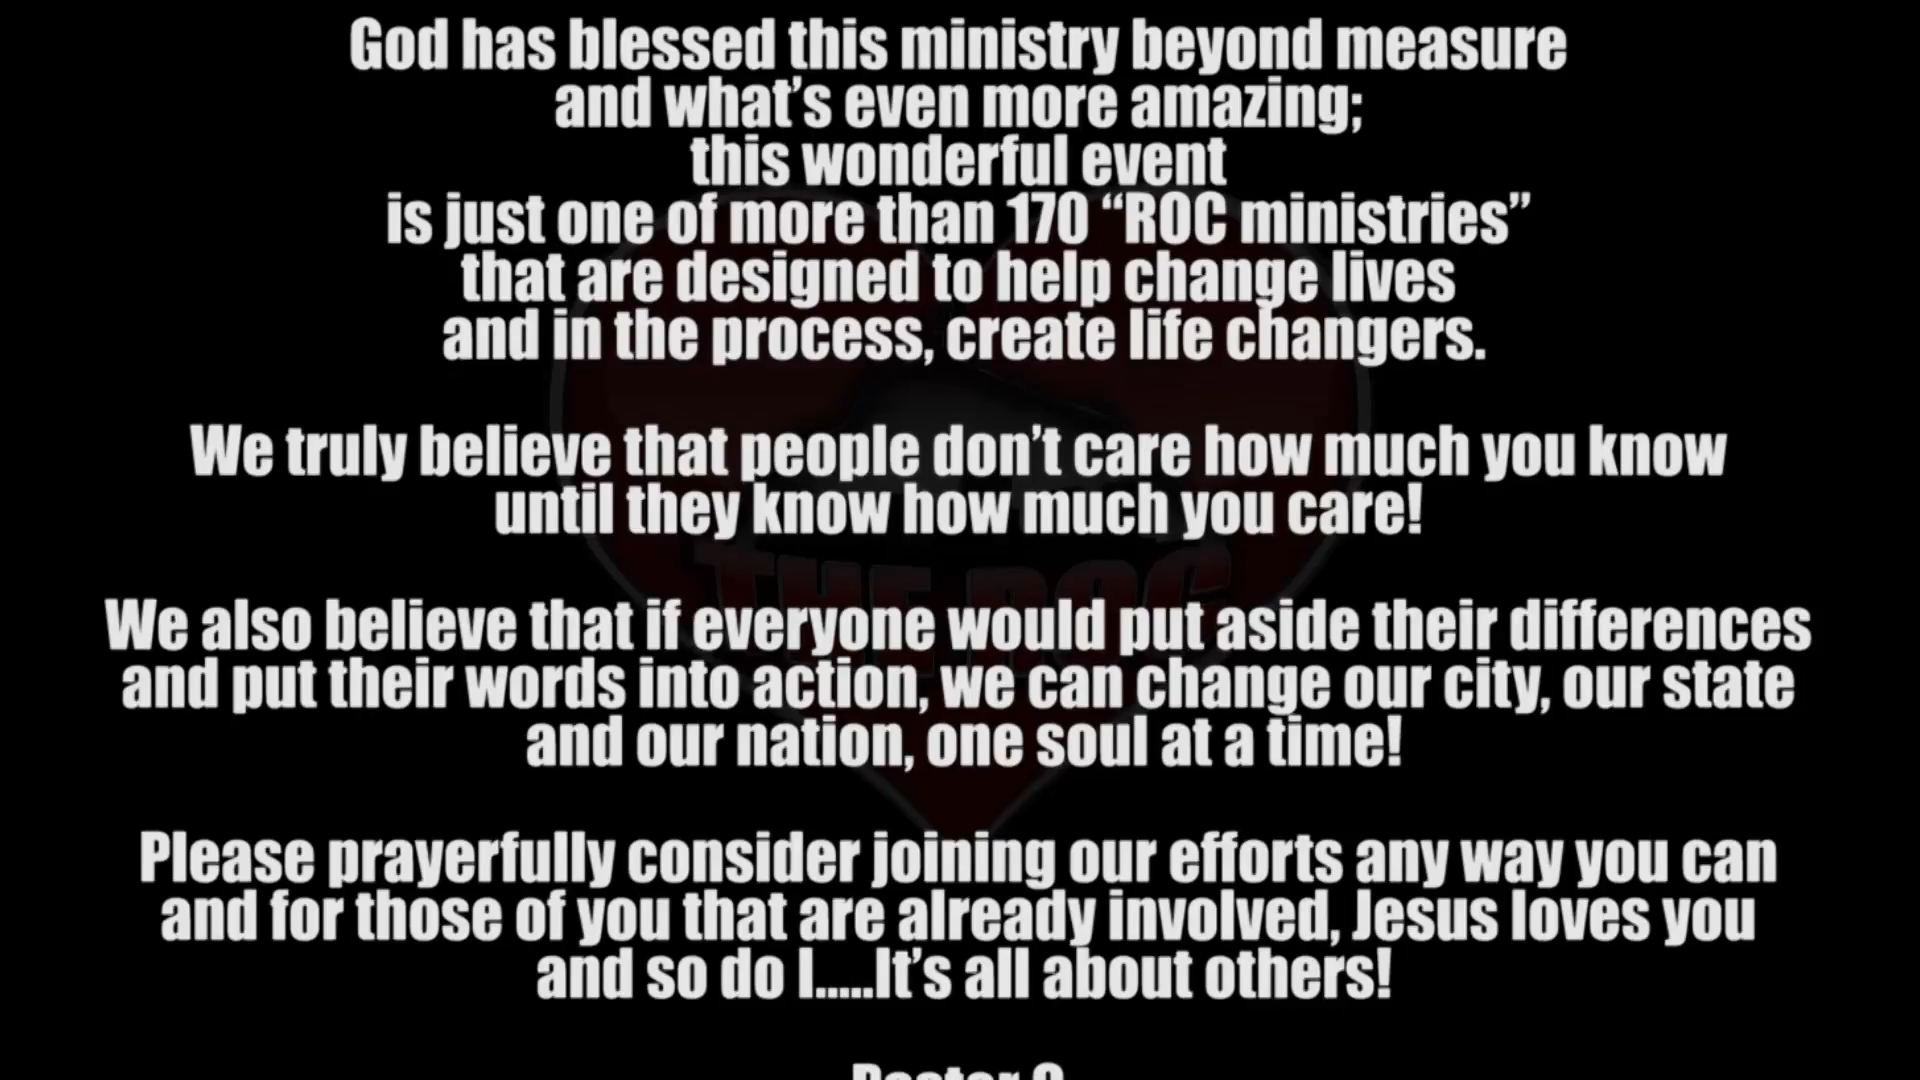 God has blessed this ministry beyond measure
and what’s even more amazing;
this wonderful event
is just one of more than 170 “ROC ministries”
that are designed to help change lives
and in the process, create life changers.
We truly believe that people don’t care how much you know
until they know how much you care!
THE ROC
We also believe that if everyone would put aside their differences
and put their words into action, we can change our city, our state
and our nation, one soul at a time!
Please prayerfully consider joining our efforts any way you can
and for those of you that are already involved, Jesus loves you
and so do I.....It’s all about others!
Pastor